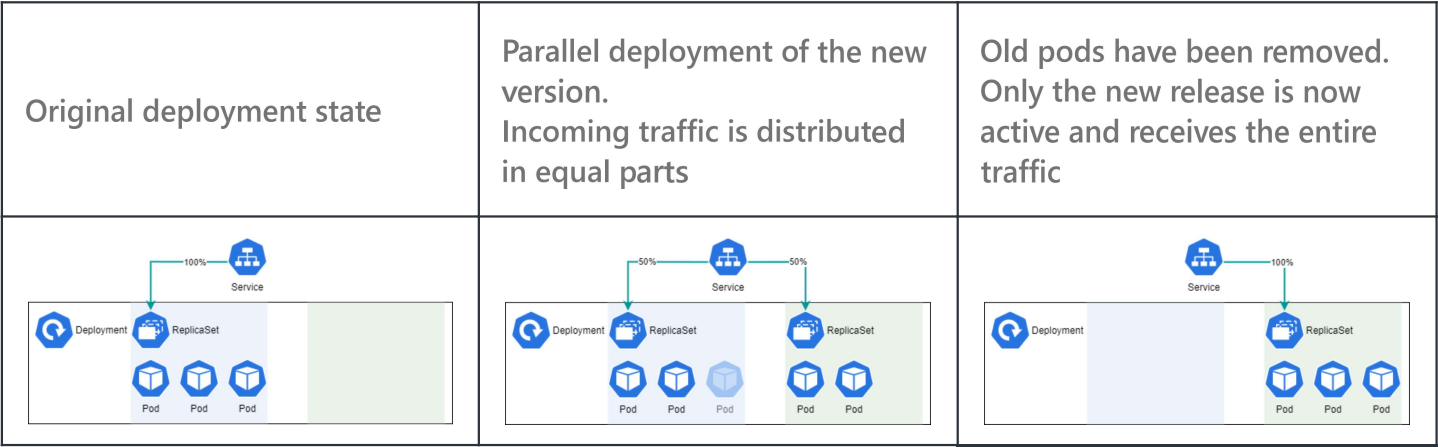 Original deployment state
Parallel deployment of the new
version.
Incoming traffic is distributed
in equal parts
Old pods have been removed.
Only the new release is now
active and receives the entire
traffic
100%
Service
Deployment
ReplicaSet
Pod Pod Pod
50% 50%
Service
Deployment
ReplicaSet
ReplicaSet
Pod Pod Pod
Pod Pod
100%
Service
Deployment
ReplicaSet
Pod Pod Pod